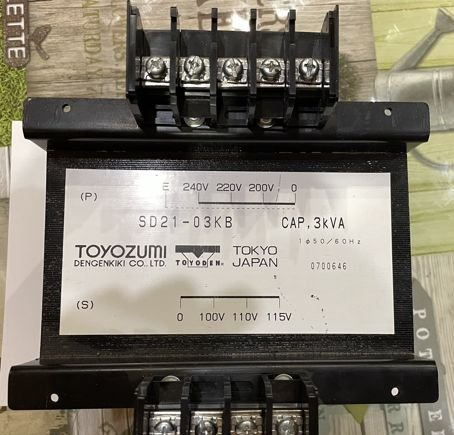 LETTE
(P)
E 240V 220V 200V 0
SD21-03KB CAP, 3kVA
1φ50/60Hz
TOYOZUMI
DENGENKIKI CO., LTD.
TOYODEN
TOKYO
JAPAN
0700646
(S)
0 100V 110V 115V